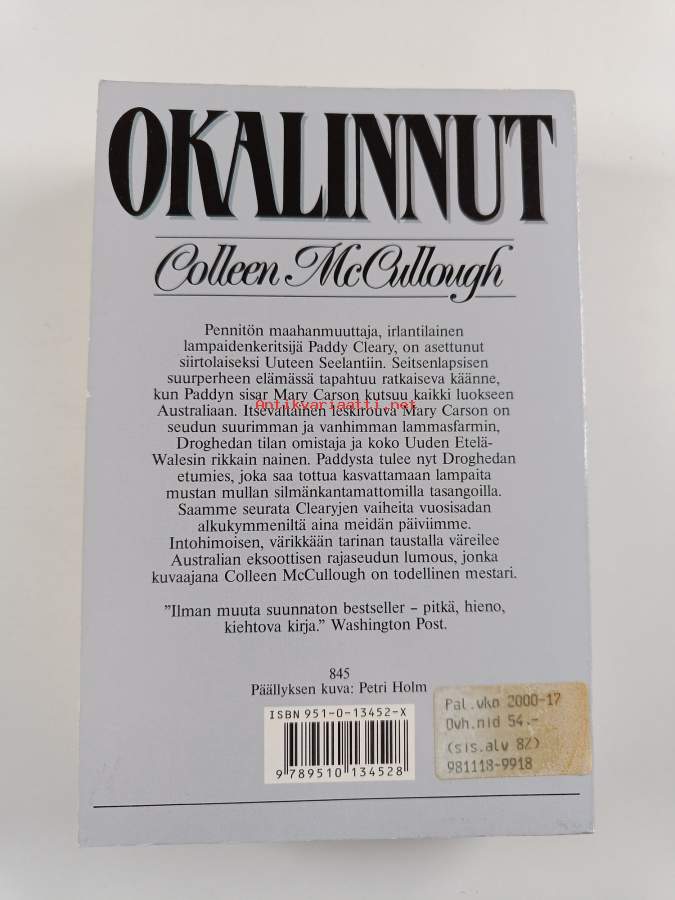 OKALINNUT
Colleen McCullough
Pennitön maahanmuuttaja, irlantilainen
lampaidenkeritsijä Paddy Cleary, on asettunut
siirtolaiseksi Uuteen Seelantiin. Seitsenlapsisen
suurperheen elämässä tapahtuu ratkaiseva käänne,
kun Paddyn sisar Mary Carson kutsuu kaikki luokseen
Antikvariaatti.net
Australiaan. Itsevaltainen leskirouva Mary Carson on
seudun suurimman ja vanhimman lammasfarmin,
Droghedan tilan omistaja ja koko Uuden Etelä-
Walesin rikkain nainen. Paddysta tulee nyt Droghedan
etumies, joka saa tottua kasvattamaan lampaita
mustan mullan silmänkantamattomilla tasangoilla.
Saamme seurata Clearyjen vaiheita vuosisadan
alkukymmeniltä aina meidän päiviimme.
Intohimoisen, värikkään tarinan taustalla väreilee
Australian eksoottisen rajaseudun lumous, jonka
kuvaajana Colleen McCullough on todellinen mestari.
”Ilman muuta suunnaton bestseller – pitkä, hieno,
kiehtova kirja.” Washington Post.
845
Päällyksen kuva: Petri Holm
ISBN 951-0-13452-X
9 789510 134528
Pal.vko 2000-17
Ovh.nid 54.-
(sis.alv 8%)
981118-9918